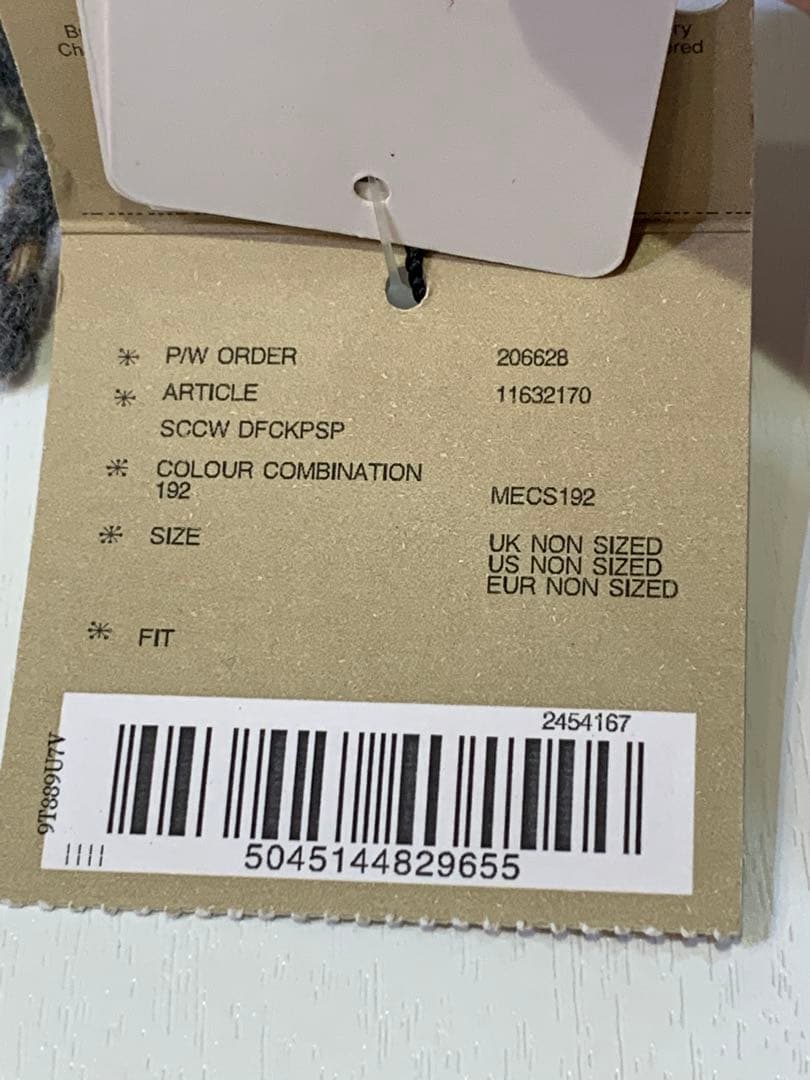 P/W ORDER 206628
ARTICLE 11632170
SCCW DFCKPSP
COLOUR COMBINATION
192 MECS192
SIZE UK NON SIZED
US NON SIZED
EUR NON SIZED
FIT
2454167
9T889U7V
5045144829655